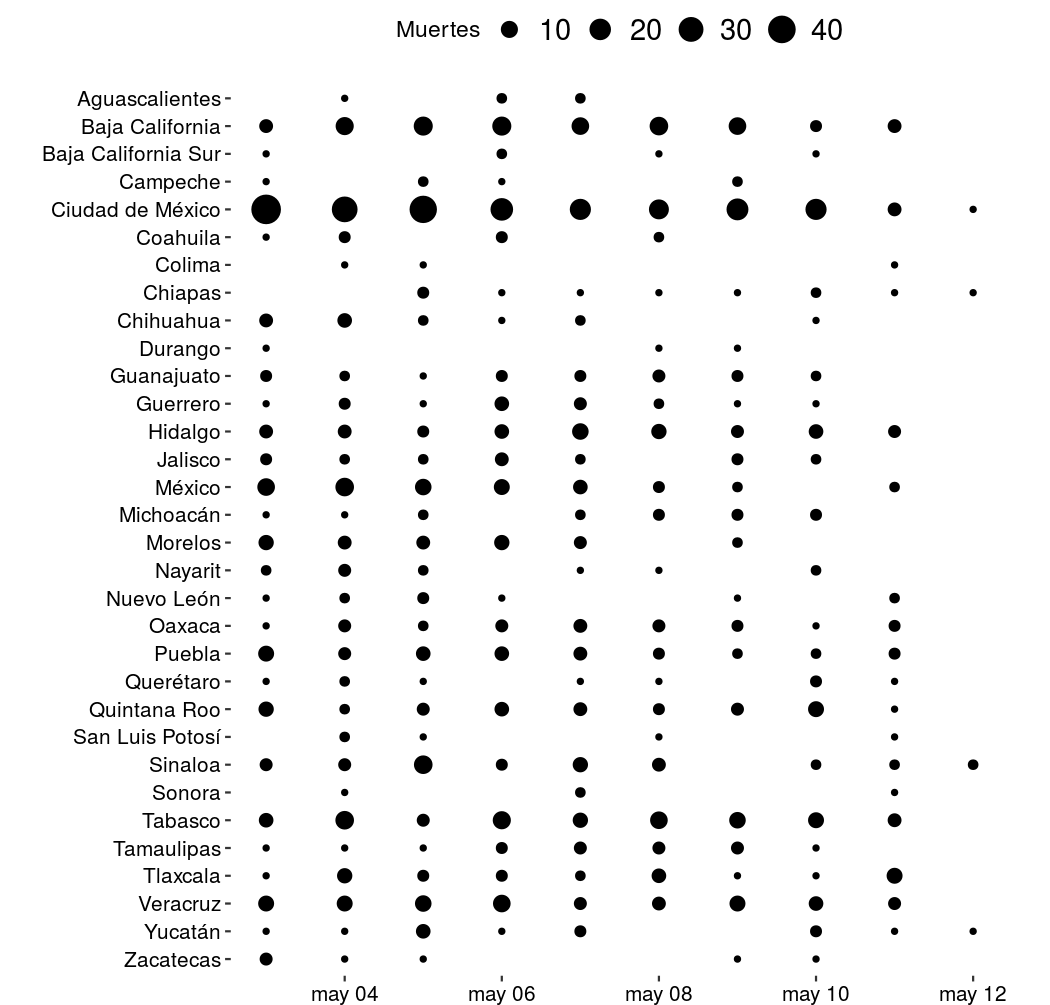 Muertes 10 20 30 40
Aguascalientes
Baja California
Baja California Sur
Campeche
Ciudad de México
Coahuila
Colima
Chiapas
Chihuahua
Durango
Guanajuato
Guerrero
Hidalgo
Jalisco
México
Michoacán
Morelos
Nayarit
Nuevo León
Oaxaca
Puebla
Querétaro
Quintana Roo
San Luis Potosí
Sinaloa
Sonora
Tabasco
Tamaulipas
Tlaxcala
Veracruz
Yucatán
Zacatecas
may 04 may 06 may 08 may 10 may 12